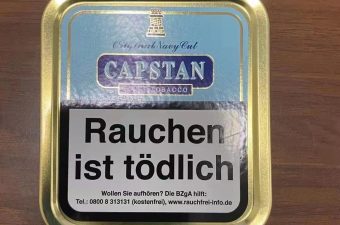 Original Navy Cut
CAPSTAN
TOBACCO
Rauchen
ist tödlich
Wollen Sie aufhören? Die BZgA hilft:
Tel.: 0800 8 313131 (kostenfrei), www.rauchfrei-info.de